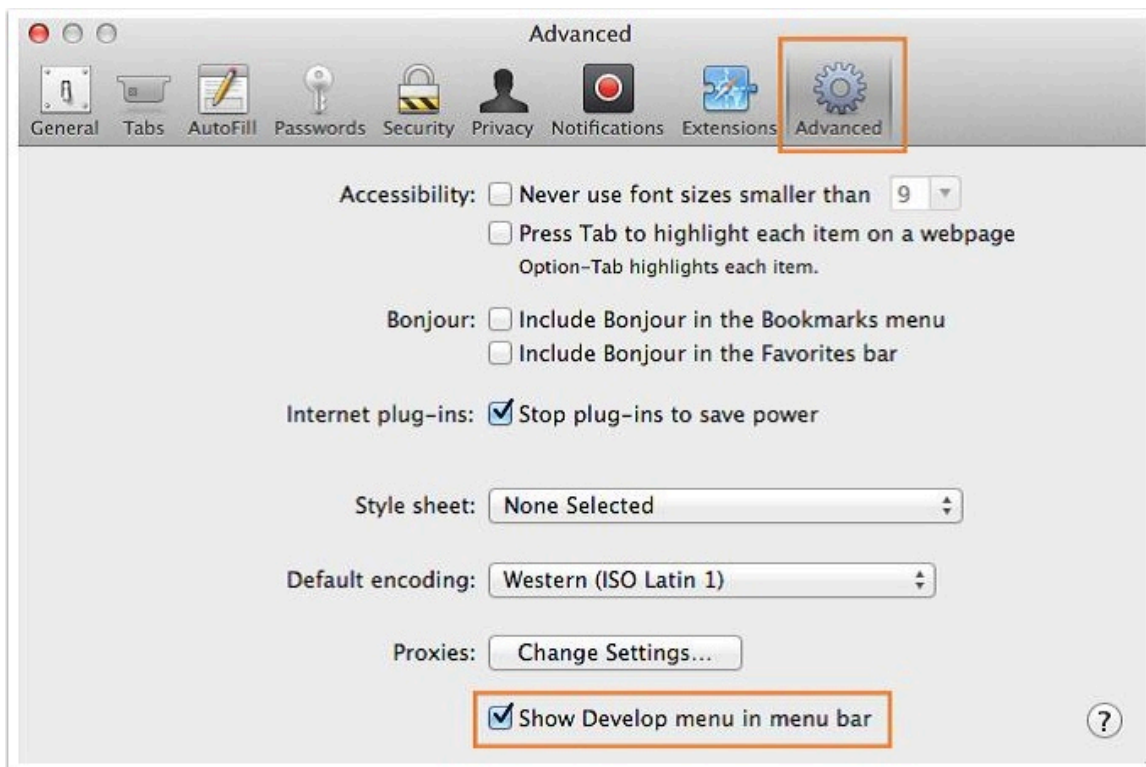 Advanced
General Tabs AutoFill Passwords Security Privacy Notifications Extensions Advanced
Accessibility: Never use font sizes smaller than 9
Press Tab to highlight each item on a webpage
Option-Tab highlights each item.
Bonjour: Include Bonjour in the Bookmarks menu
Include Bonjour in the Favorites bar
Internet plug-ins: Stop plug-ins to save power
Style sheet: None Selected
Default encoding: Western (ISO Latin 1)
Proxies: Change Settings...
Show Develop menu in menu bar ?